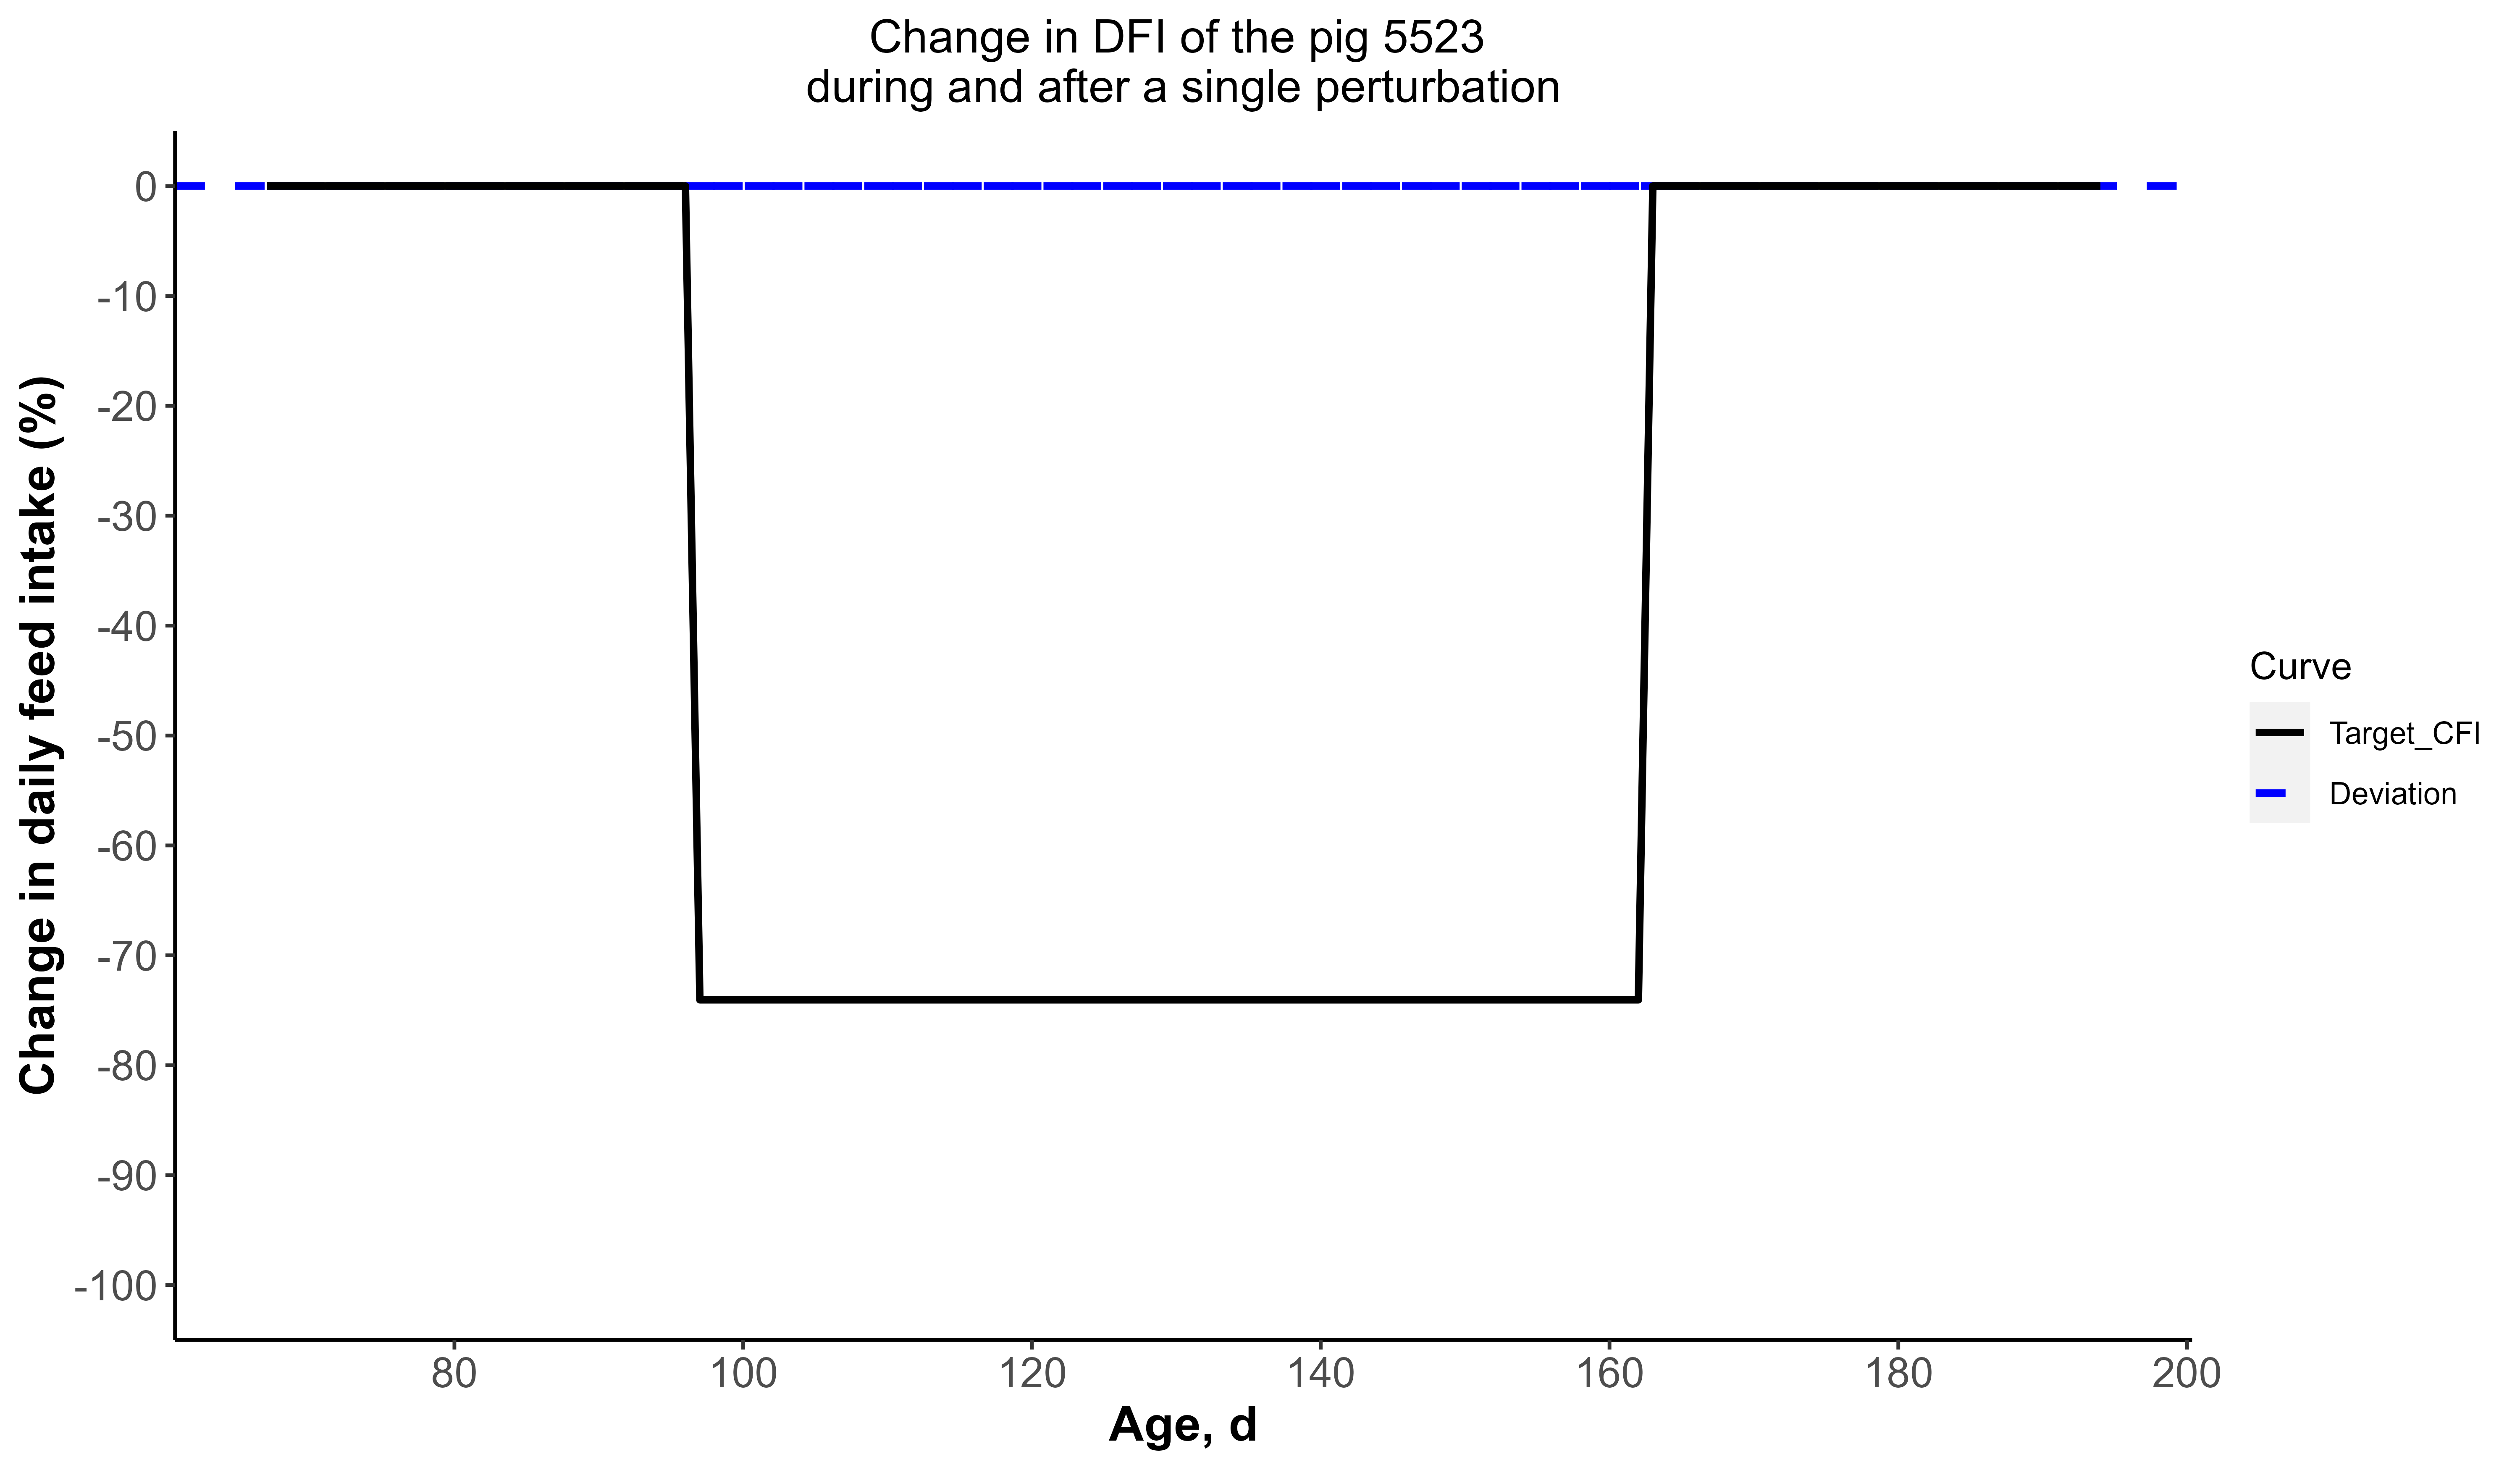 Change in DFI of the pig 5523
during and after a single perturbation
Change in daily feed intake (%)
0
-10
-20
-30
-40
-50
-60
-70
-80
-90
-100
80
100
120
140
160
180
200
Age, d
Curve
Target_CFI
Deviation